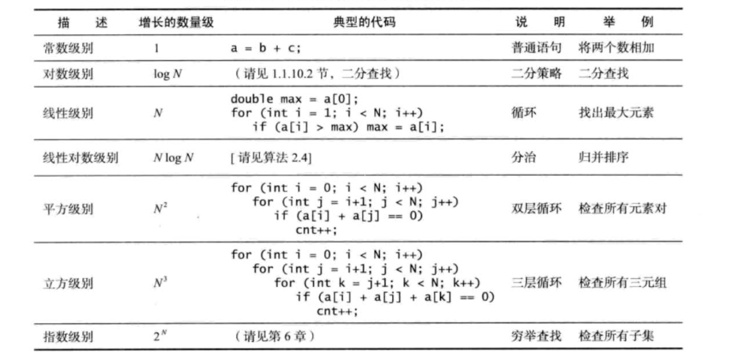 描 述 增长的数量级 典型的代码 说 明 举 例
常数级别 1 a = b + c; 普通语句 将两个数相加
对数级别 log N （请见 1.1.10.2 节，二分查找） 二分策略 二分查找
double max = a[0];
线性级别 N for (int i = 1; i < N; i++) 循环 找出最大元素
if (a[i] > max) max = a[i];
线性对数级别 N log N [ 请见算法 2.4] 分治 归并排序
for (int i = 0; i < N; i++)
平方级别 N² for (int j = i+1; j < N; j++) 双层循环 检查所有元素对
if (a[i] + a[j] == 0)
cnt++;
for (int i = 0; i < N; i++)
for (int j = i+1; j < N; j++)
立方级别 N³ for (int k = j+1; k < N; k++) 三层循环 检查所有三元组
if (a[i] + a[j] + a[k] == 0)
cnt++;
指数级别 2ᴺ （请见第 6 章） 穷举查找 检查所有子集